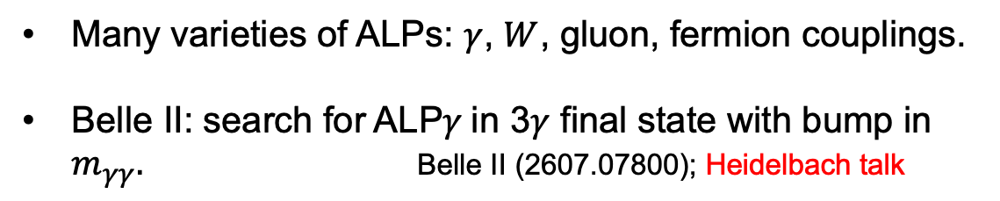 • Many varieties of ALPs: γ, W, gluon, fermion couplings.
• Belle II: search for ALPγ in 3γ final state with bump in
mγγ. Belle II (2607.07800); Heidelbach talk